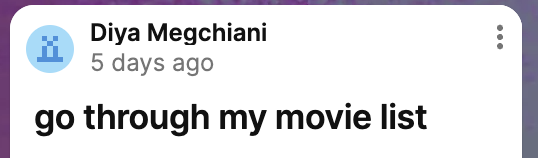 Diya Megchiani
5 days ago
go through my movie list